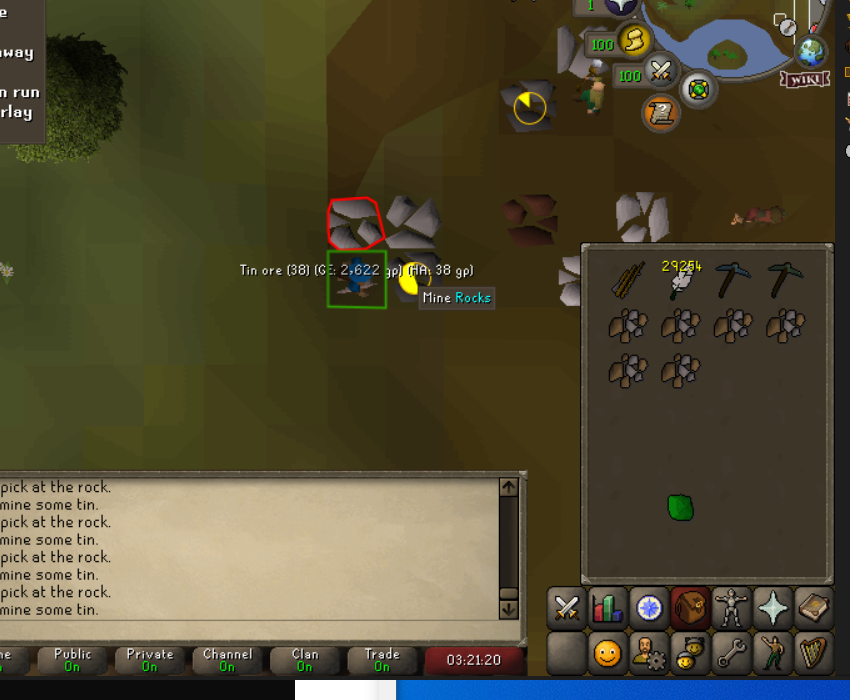 e
1
away
100
n run
rlay
100
WIKI
29254
Tin ore (38) (GE: 2,622 gp) (HA: 38 gp)
Mine Rocks
pick at the rock.
mine some tin.
pick at the rock.
mine some tin.
pick at the rock.
mine some tin.
pick at the rock.
mine some tin.
ne
Public
On
Private
On
Channel
On
Clan
On
Trade
On
03:21:20